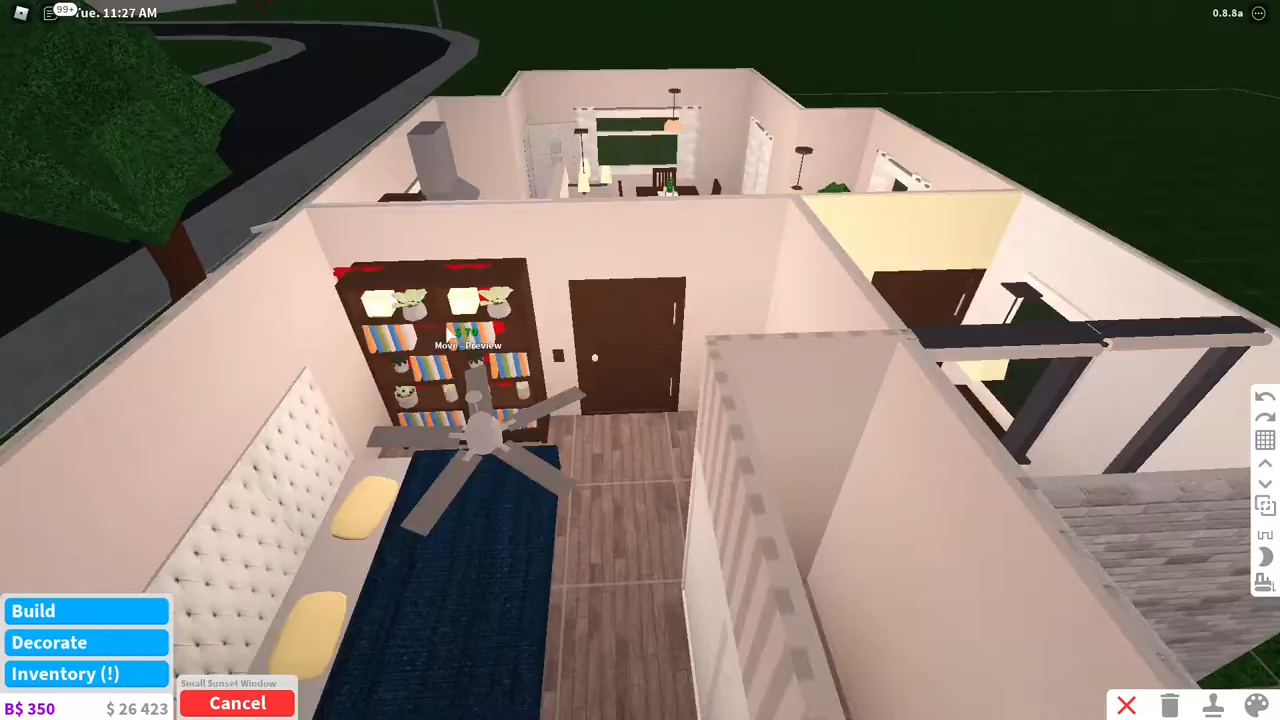 99+
Tue. 11:27 AM
0.8.8a
$ 70
Move - Preview
Build
Decorate
Inventory (!)
Small Sunset Window
Cancel
B$ 350
$ 26 423